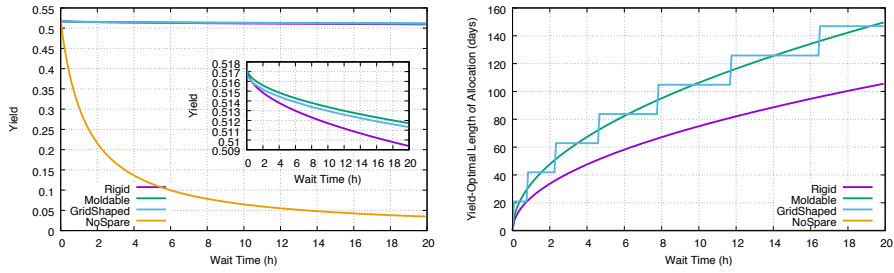 0.55
0.5
0.45
0.4
0.35
0.3
0.25
0.2
0.15
0.1
0.05
0
Yield
0 2 4 6 8 10 12 14 16 18 20
Wait Time (h)
Rigid
Moldable
GridShaped
NoSpare
0.518
0.517
0.516
0.515
0.514
0.513
0.512
0.511
0.51
0.509
Yield
0 2 4 6 8 10 12 14 16 18 20
Wait Time (h)
160
140
120
100
80
60
40
20
0
Yield-Optimal Length of Allocation (days)
0 2 4 6 8 10 12 14 16 18 20
Wait Time (h)
Rigid
Moldable
GridShaped